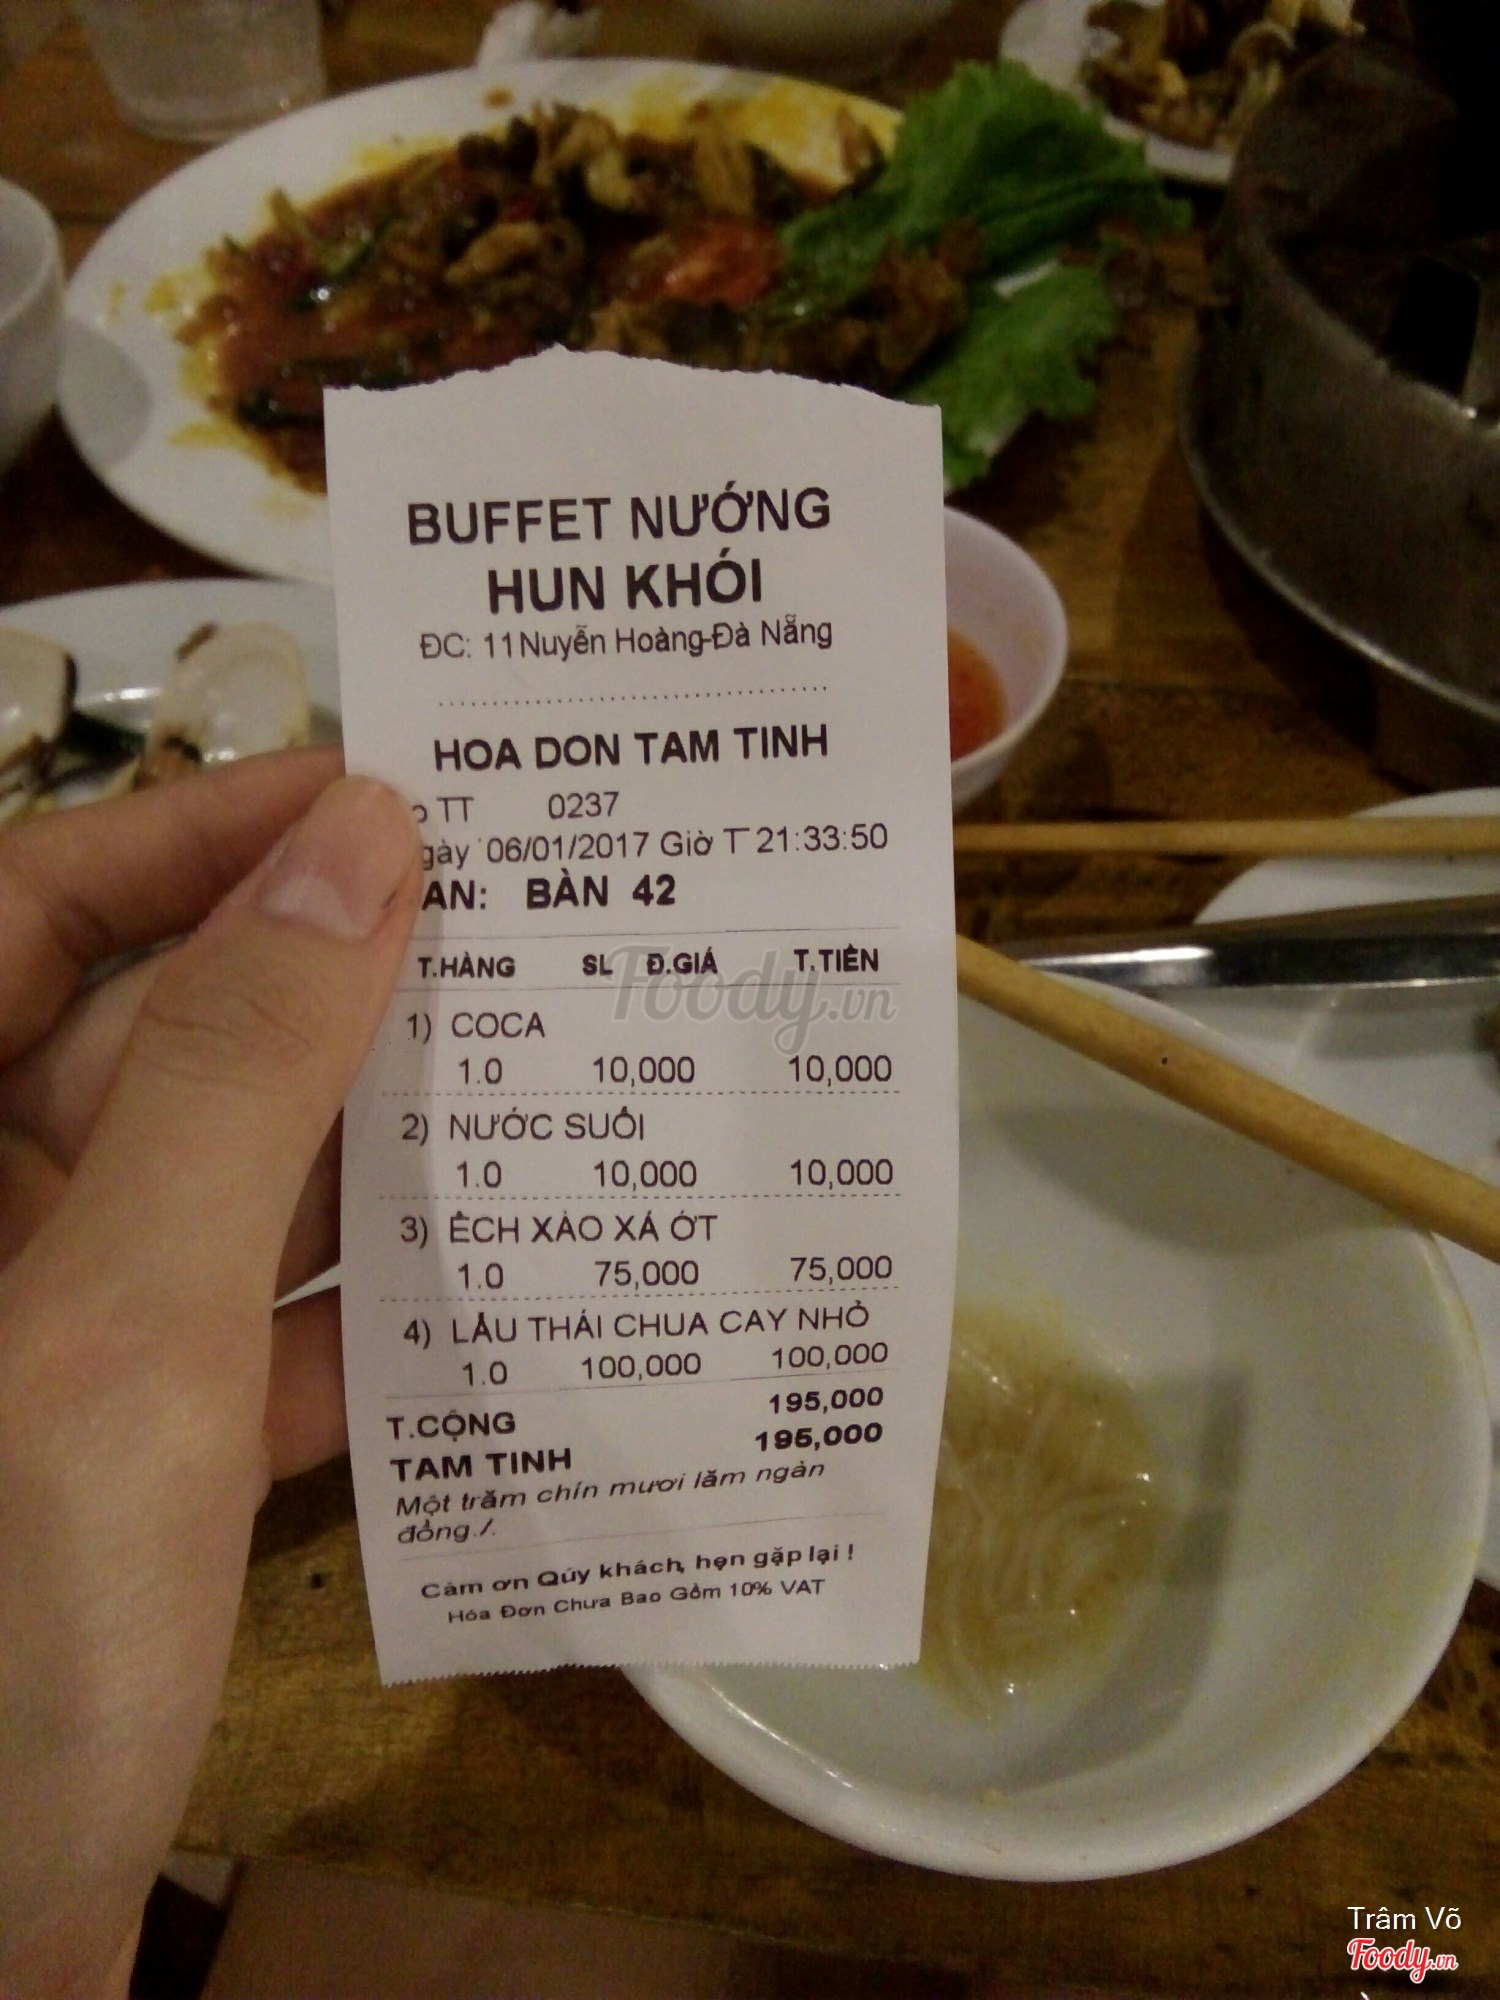 BUFFET NƯỚNG
HUN KHÓI
ĐC: 11Nuyễn Hoàng-Đà Nẵng
HOA DON TAM TINH
TT 0237
gày 06/01/2017 Giờ T 21:33:50
AN: BÀN 42
T.HÀNG SL Đ.GIÁ T.TIỀN
Foody.vn
1) COCA
1.0 10,000 10,000
2) NƯỚC SUỐI
1.0 10,000 10,000
3) ẾCH XÀO XẢ ỚT
1.0 75,000 75,000
4) LẨU THÁI CHUA CAY NHỎ
1.0 100,000 100,000
T.CỘNG 195,000
TAM TINH 195,000
Một trăm chín mươi lăm ngàn
đồng./.
Cảm ơn Qúy khách, hẹn gặp lại !
Hóa Đơn Chưa Bao Gồm 10% VAT
Trâm Võ
Foody.vn